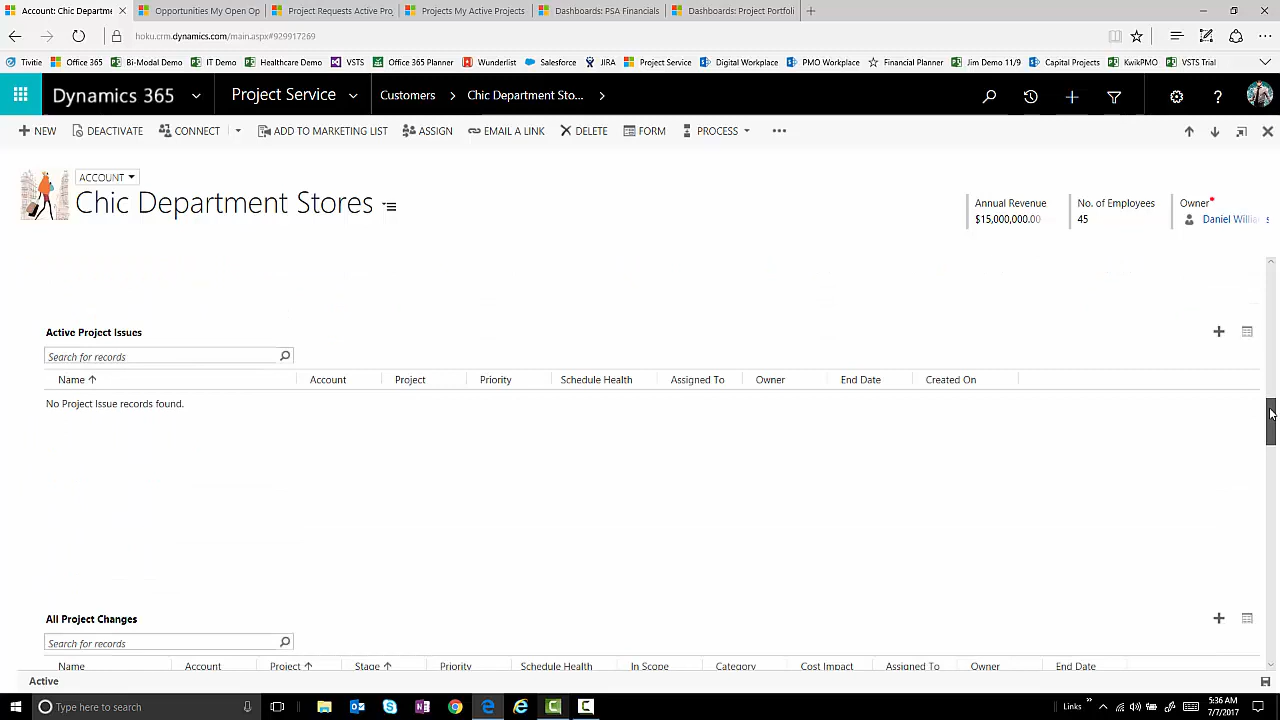 Account: Chic Departme
Opportunities My Open Op
Project Requests Active Pro
Projects My Active Projects
Dashboards: PSA Financials
Dashboards: Project Portfoli
hoku.crm.dynamics.com/main.aspx#929917269
Tivitie
Office 365
Bi-Modal Demo
IT Demo
Healthcare Demo
VSTS
Office 365 Planner
Wunderlist
Salesforce
JIRA
Project Service
Digital Workplace
PMO Workplace
Financial Planner
Jim Demo 11/9
Capital Projects
KwikPMO
VSTS Trial
Dynamics 365
Project Service
Customers
Chic Department Sto...
NEW
DEACTIVATE
CONNECT
ADD TO MARKETING LIST
ASSIGN
EMAIL A LINK
DELETE
FORM
PROCESS
ACCOUNT
Chic Department Stores
Annual Revenue
$15,000,000.00
No. of Employees
45
Owner
Daniel Willia s
Active Project Issues
Search for records
Name Account Project Priority Schedule Health Assigned To Owner End Date Created On
No Project Issue records found.
All Project Changes
Search for records
Name Account Project Stage Priority Schedule Health In Scope Category Cost Impact Assigned To Owner End Date
Active
Type here to search
Links
5:36 AM
7/7/2017